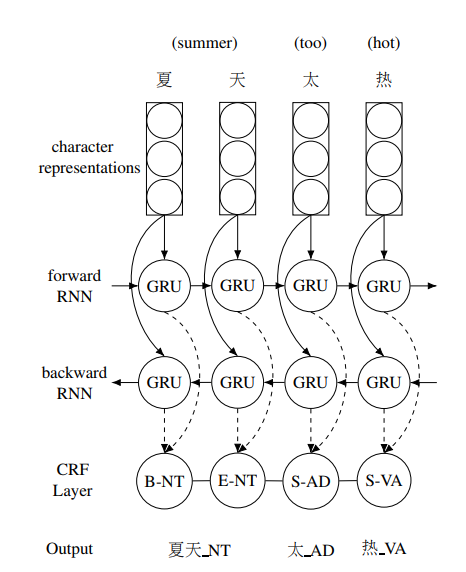 (summer) (too) (hot)
夏 天 太 热
character
representations
forward
RNN
GRU GRU GRU GRU
backward
RNN
GRU GRU GRU GRU
CRF
Layer
B-NT E-NT S-AD S-VA
Output 夏天_NT 太_AD 热_VA